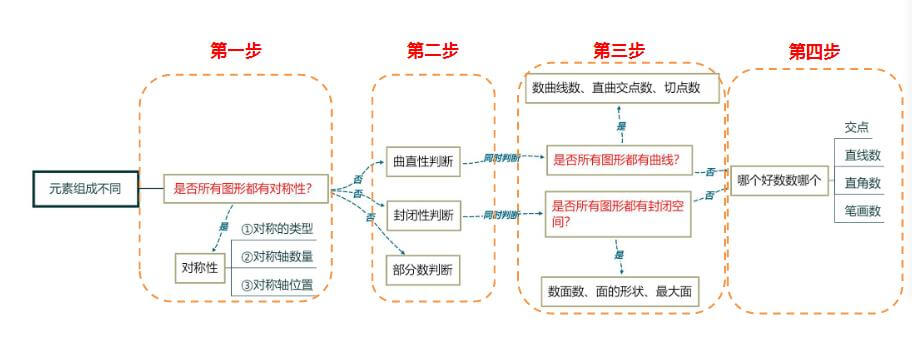 第一步
第二步
第三步
第四步
元素组成不同
是否所有图形都有对称性?
是
对称性
①对称的类型
②对称轴数量
③对称轴位置
否
否
否
曲直性判断
封闭性判断
部分数判断
同时判断
同时判断
数曲线数、直曲交点数、切点数
是
是否所有图形都有曲线?
是否所有图形都有封闭空
间?
是
数面数、面的形状、最大面
否
否
哪个好数数哪个
交点
直线数
直角数
笔画数